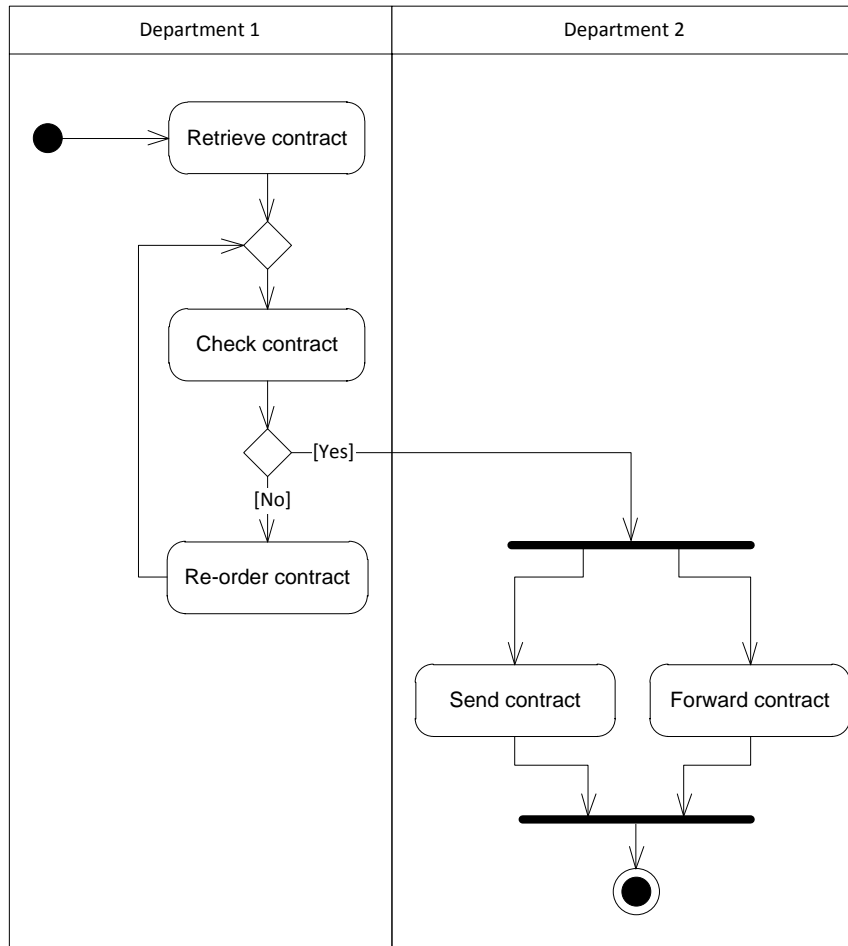 Department 1
Department 2
Retrieve contract
Check contract
[Yes]
[No]
Re-order contract
Send contract
Forward contract